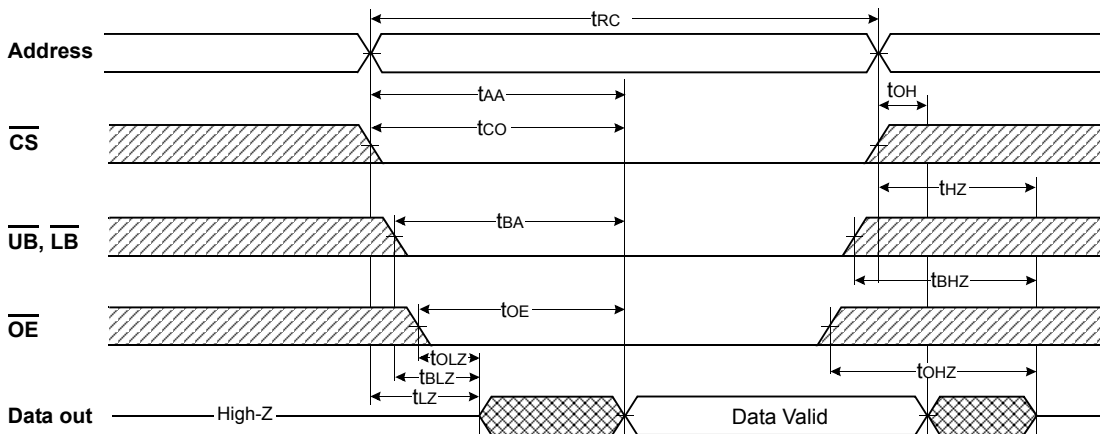 tRC
Address
tAA
tOH
tCO
CS
tHZ
tBA
UB, LB
tBHZ
tOE
OE
tOLZ
tOHZ
tBLZ
tLZ
Data out
High-Z
Data Valid